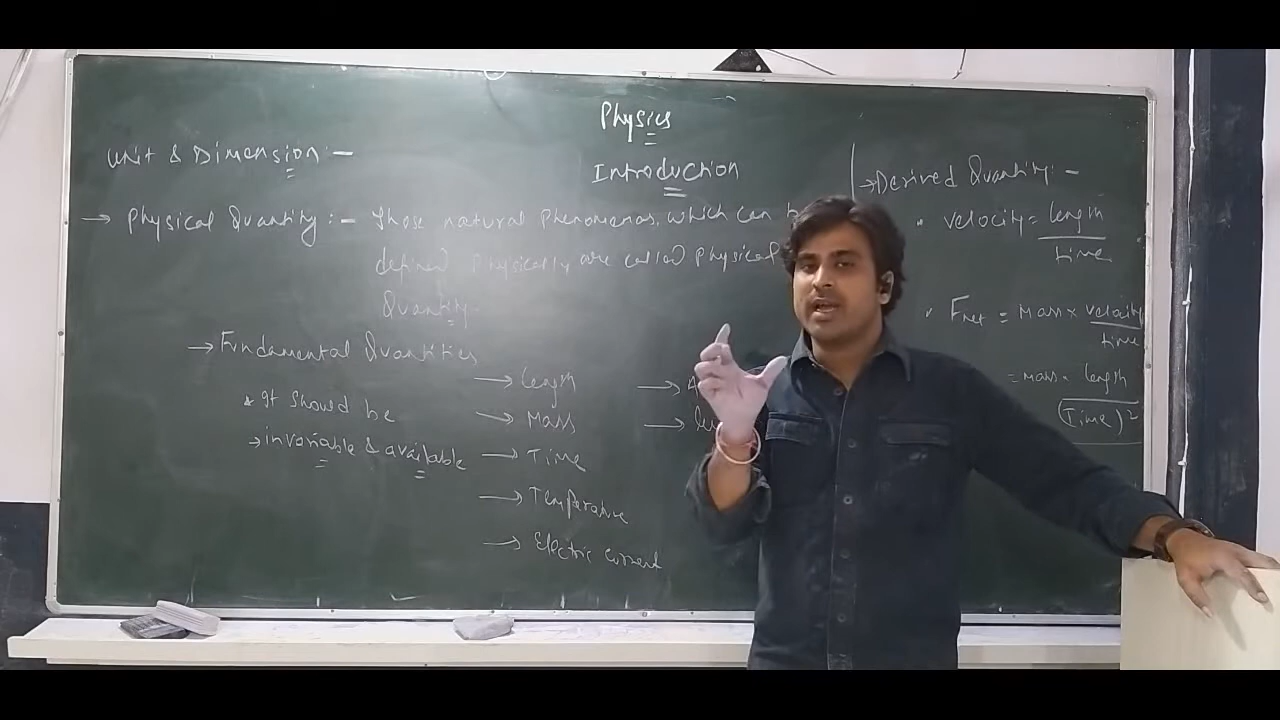 Physics
Introduction
Unit & Dimension :-
→ Physical Quantity :- Those natural phenomenas, which can
defined Physically are called Physical
Quantity.
→ Fundamental Quantities
* It should be
→ invariable & available
→ Length
→ Mass
→ Time
→ Temperature
→ Electric Current
→
→
→ Derived Quantity :-
• velocity = length
time
• Fnet = Mass × velocity
time
= mass × length
(Time)²